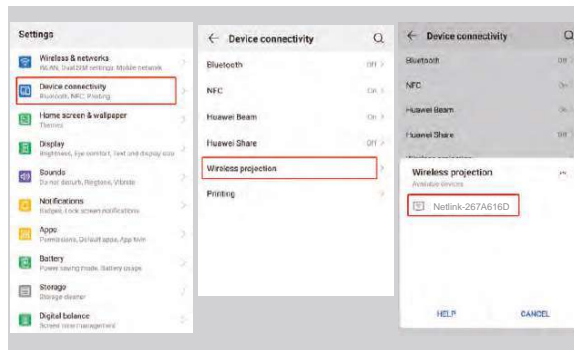 Settings
Wireless & networks
WLAN, Dual SIM settings, Mobile network
Device connectivity
Bluetooth, NFC, Printing
Home screen & wallpaper
Themes
Display
Brightness, Eye comfort, Text and display size
Sounds
Do not disturb, Ringtone, Vibrate
Notifications
Badges, Lock screen notifications
Apps
Permissions, Default apps, App twin
Battery
Power saving mode, Battery usage
Storage
Storage cleaner
Digital balance
Screen time management
Device connectivity
Bluetooth Off
NFC On
Huawei Beam On
Huawei Share Off
Wireless projection
Printing
Device connectivity
Bluetooth Off
NFC On
Huawei Beam On
Huawei Share Off
Wireless projection
Available devices
Netlink-267A616D
HELP CANCEL